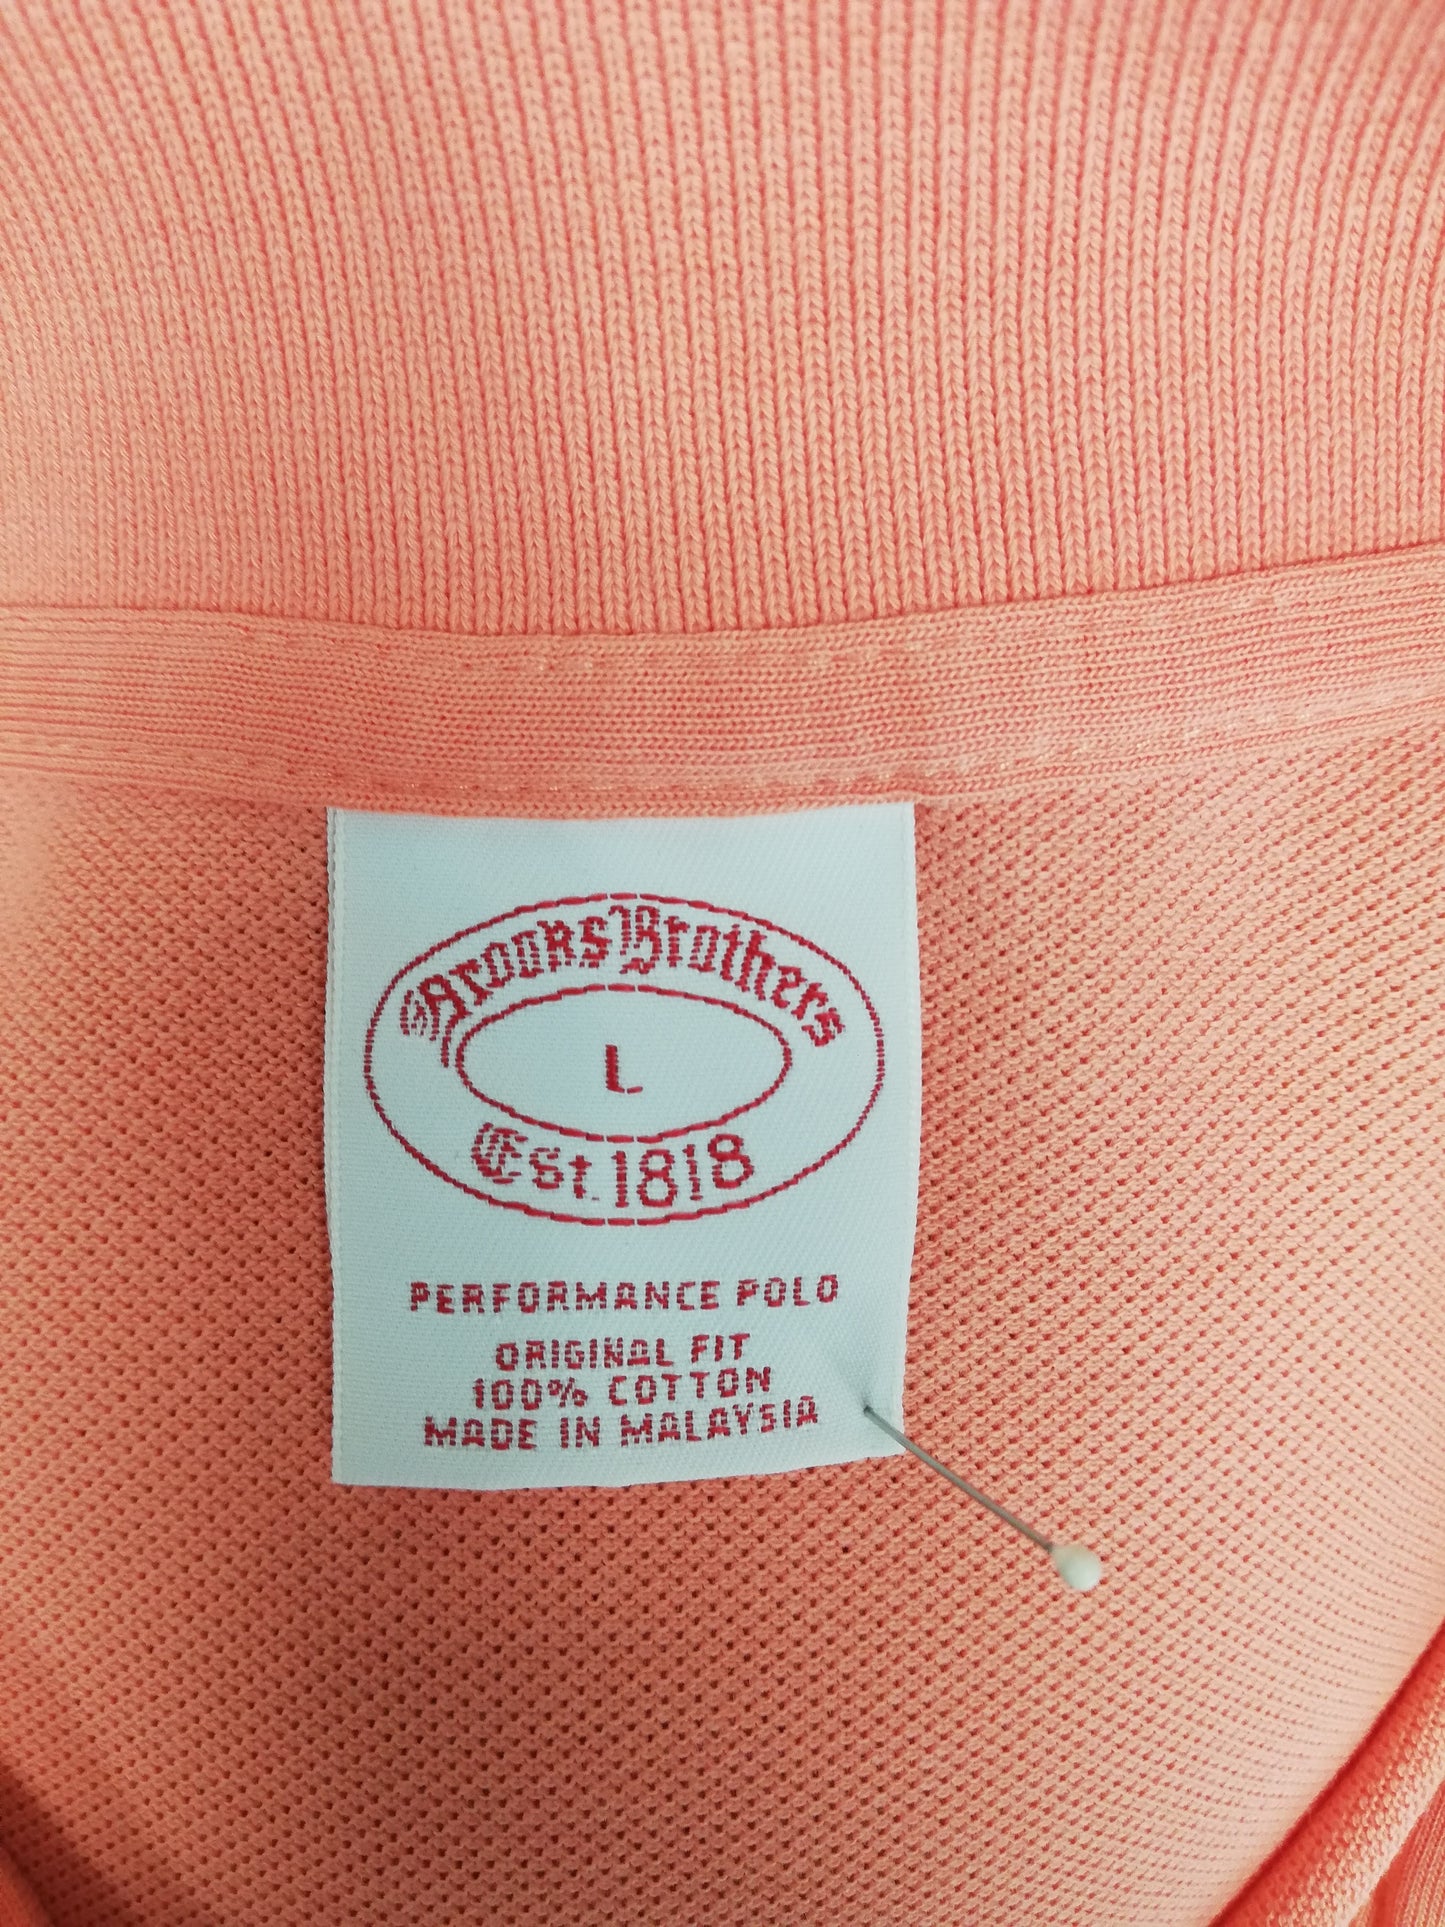 Brooks Brothers
L
Est. 1818
PERFORMANCE POLO
ORIGINAL FIT
100% COTTON
MADE IN MALAYSIA